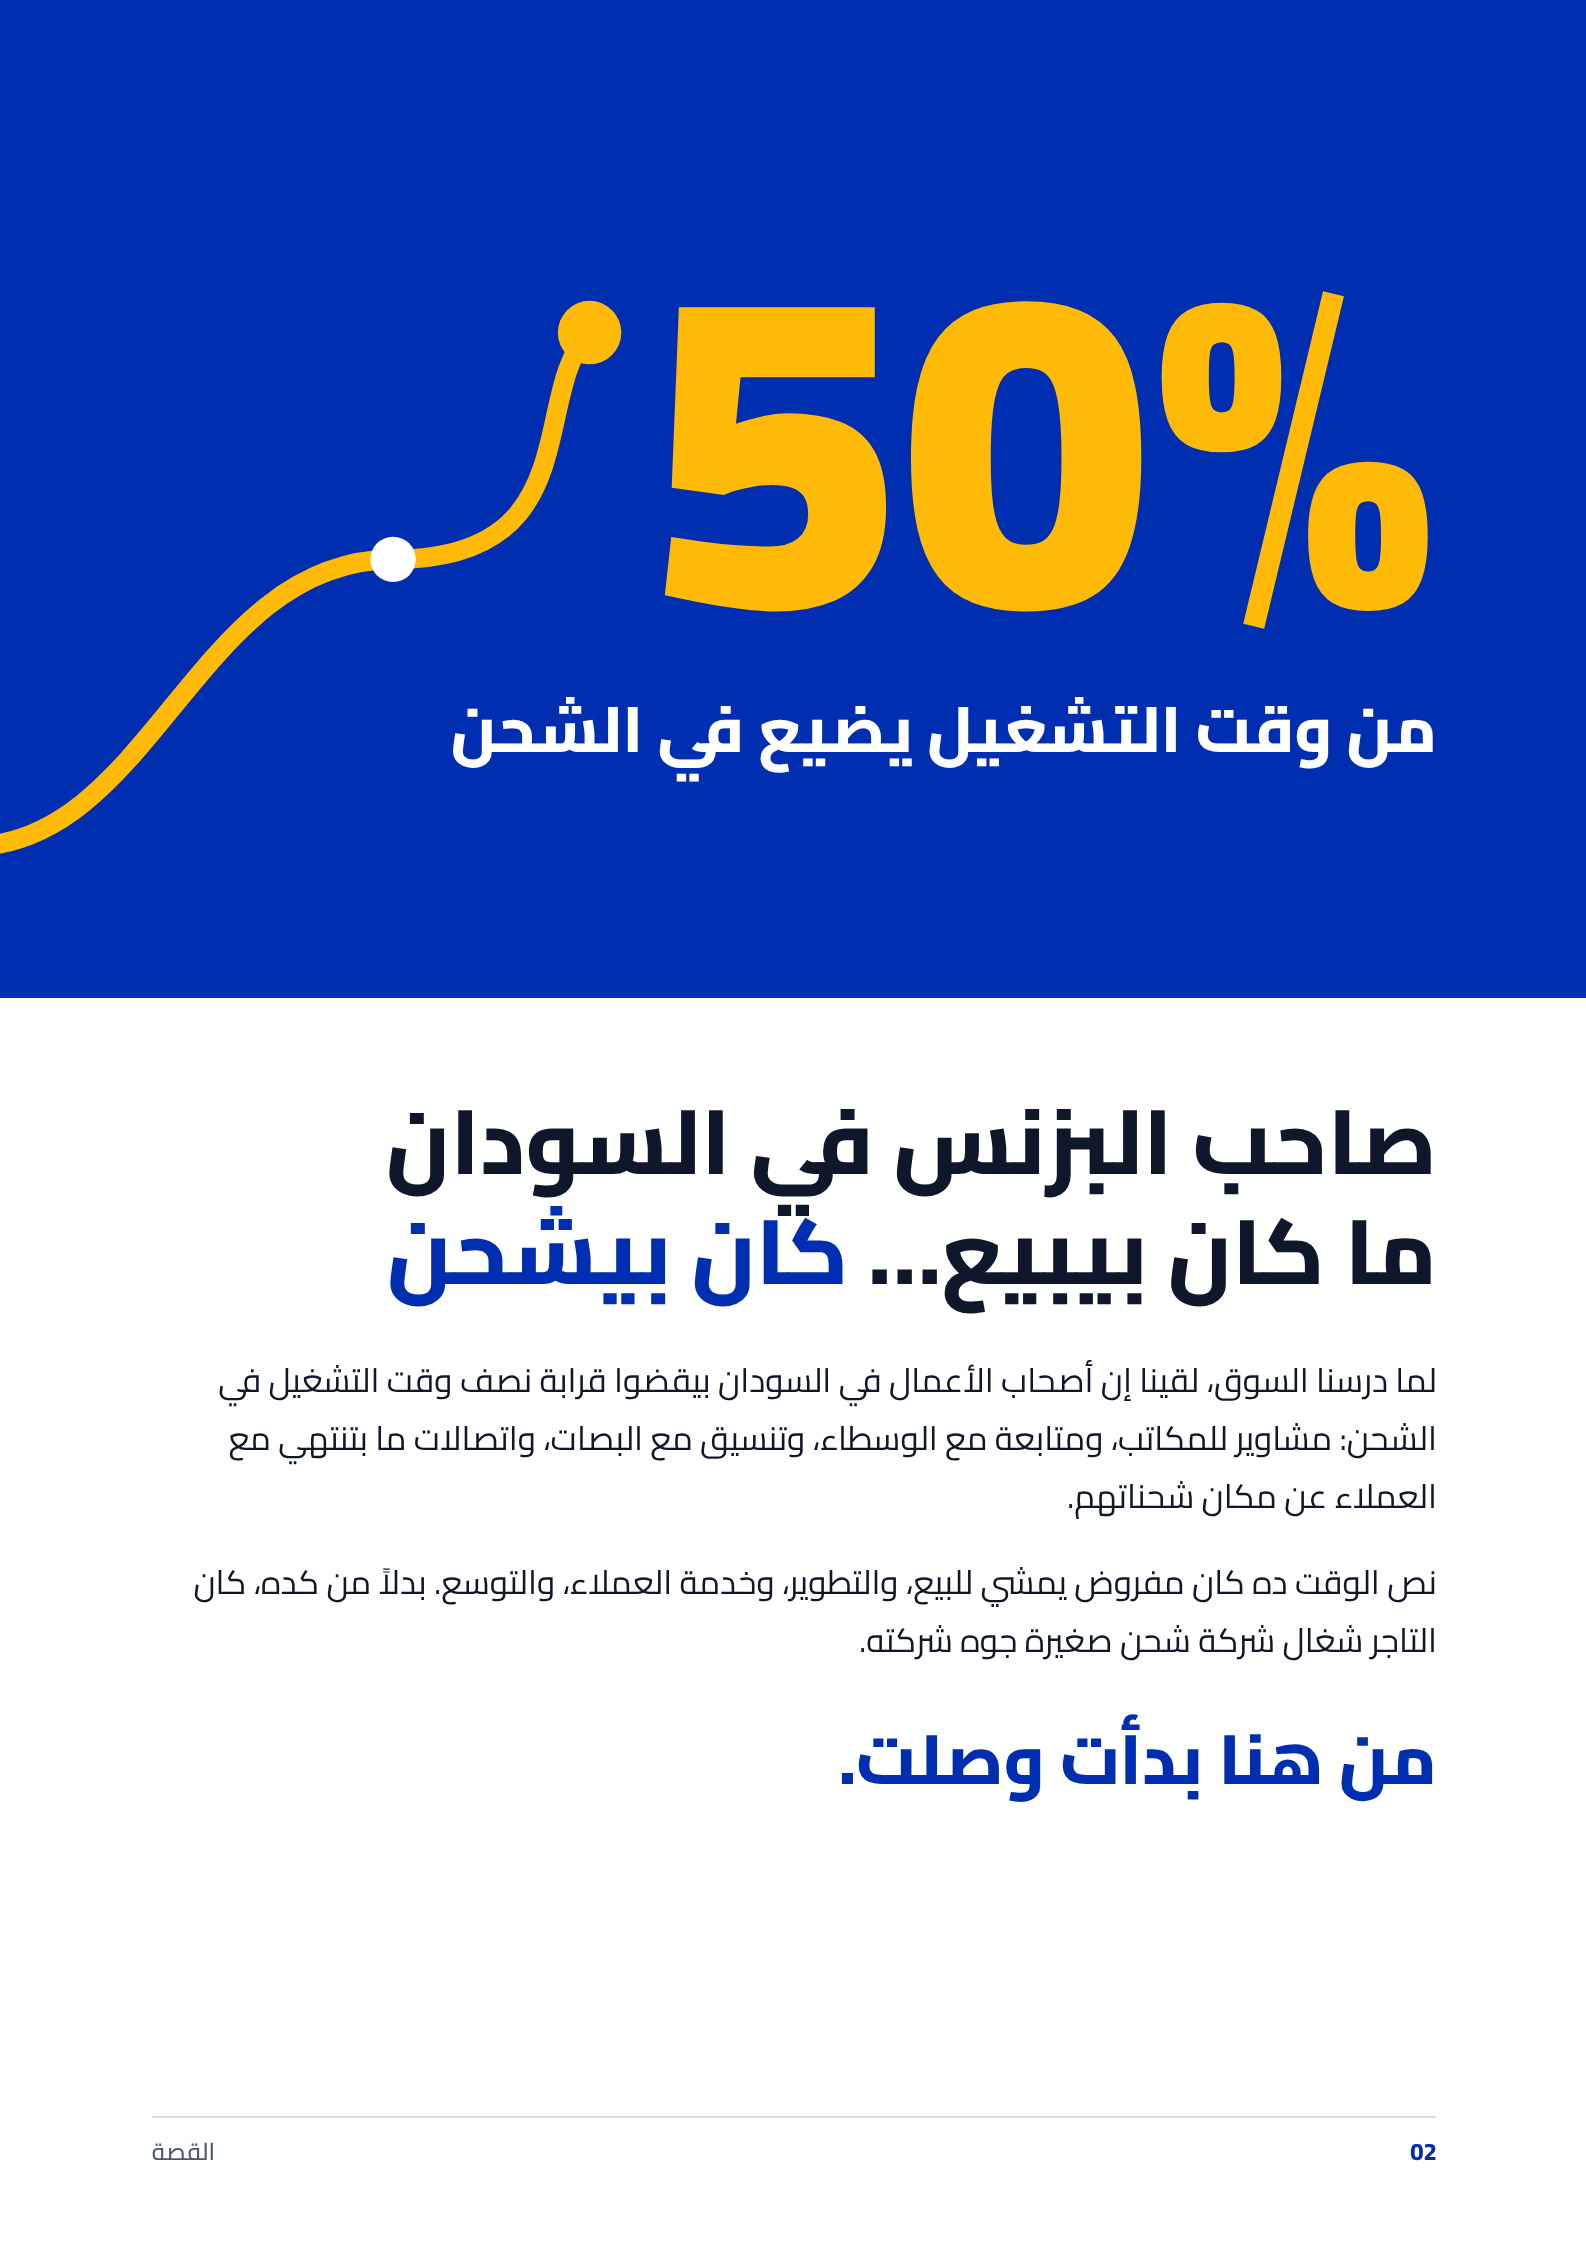 50%
من وقت التشغيل يضيع في الشحن
صاحب البزنس في السودان
ما كان بيبيع... كان بيشحن
لما درسنا السوق، لقينا إن أصحاب الأعمال في السودان بيقضوا قرابة نصف وقت التشغيل في
الشحن: مشاوير للمكاتب، ومتابعة مع الوسطاء، وتنسيق مع البصات، واتصالات ما بتنتهي مع
العملاء عن مكان شحناتهم.
نص الوقت ده كان مفروض يمشي للبيع، والتطوير، وخدمة العملاء، والتوسع. بدلاً من كده، كان
التاجر شغال شركة شحن صغيرة جوه شركته.
من هنا بدأت وصلت.
02
القصة